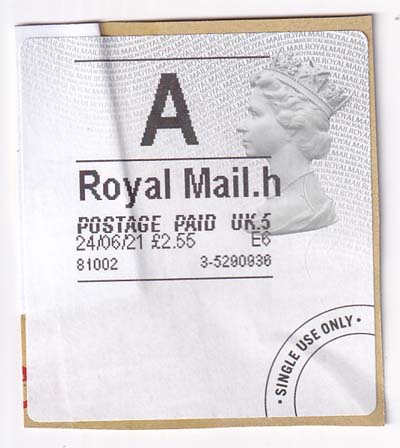 A
Royal Mail.h
POSTAGE PAID UK.5
24/06/21 £2.55 E6
81002 3-5290936
• SINGLE USE ONLY •